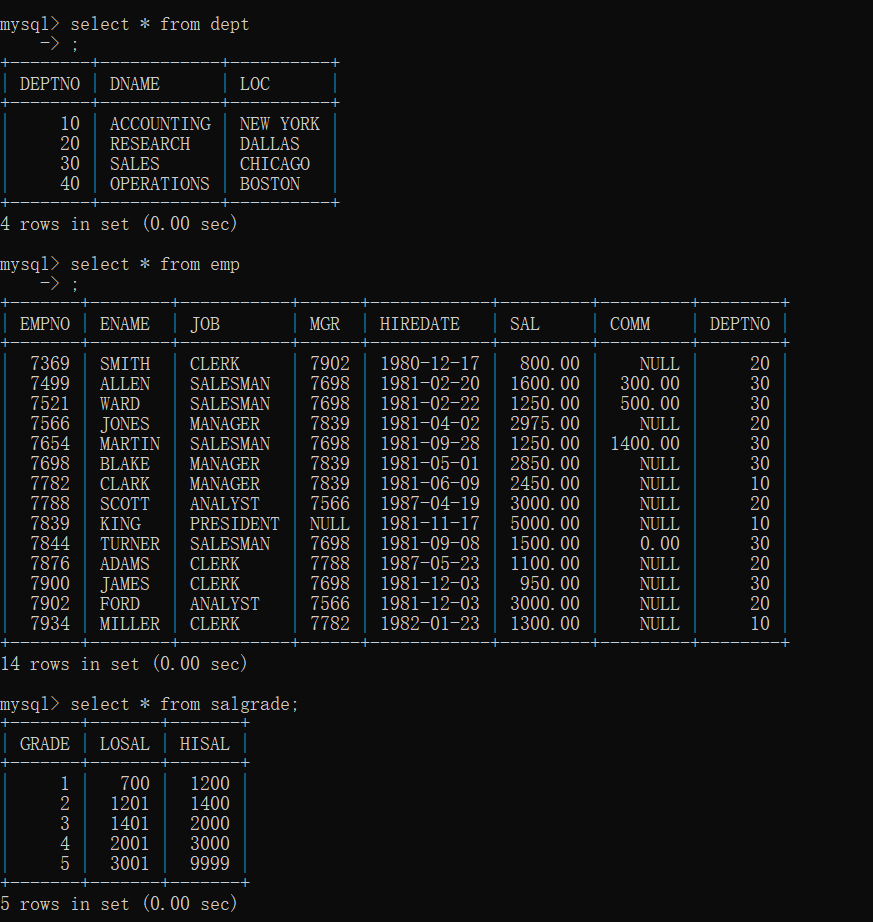 mysql> select * from dept
    -> ;
+--------+------------+----------+
| DEPTNO | DNAME      | LOC      |
+--------+------------+----------+
|     10 | ACCOUNTING | NEW YORK |
|     20 | RESEARCH   | DALLAS   |
|     30 | SALES      | CHICAGO  |
|     40 | OPERATIONS | BOSTON   |
+--------+------------+----------+
4 rows in set (0.00 sec)

mysql> select * from emp
    -> ;
+-------+--------+-----------+------+------------+---------+---------+--------+
| EMPNO | ENAME  | JOB       | MGR  | HIREDATE   | SAL     | COMM    | DEPTNO |
+-------+--------+-----------+------+------------+---------+---------+--------+
|  7369 | SMITH  | CLERK     | 7902 | 1980-12-17 |  800.00 |    NULL |     20 |
|  7499 | ALLEN  | SALESMAN  | 7698 | 1981-02-20 | 1600.00 |  300.00 |     30 |
|  7521 | WARD   | SALESMAN  | 7698 | 1981-02-22 | 1250.00 |  500.00 |     30 |
|  7566 | JONES  | MANAGER   | 7839 | 1981-04-02 | 2975.00 |    NULL |     20 |
|  7654 | MARTIN | SALESMAN  | 7698 | 1981-09-28 | 1250.00 | 1400.00 |     30 |
|  7698 | BLAKE  | MANAGER   | 7839 | 1981-05-01 | 2850.00 |    NULL |     30 |
|  7782 | CLARK  | MANAGER   | 7839 | 1981-06-09 | 2450.00 |    NULL |     10 |
|  7788 | SCOTT  | ANALYST   | 7566 | 1987-04-19 | 3000.00 |    NULL |     20 |
|  7839 | KING   | PRESIDENT | NULL | 1981-11-17 | 5000.00 |    NULL |     10 |
|  7844 | TURNER | SALESMAN  | 7698 | 1981-09-08 | 1500.00 |    0.00 |     30 |
|  7876 | ADAMS  | CLERK     | 7788 | 1987-05-23 | 1100.00 |    NULL |     20 |
|  7900 | JAMES  | CLERK     | 7698 | 1981-12-03 |  950.00 |    NULL |     30 |
|  7902 | FORD   | ANALYST   | 7566 | 1981-12-03 | 3000.00 |    NULL |     20 |
|  7934 | MILLER | CLERK     | 7782 | 1982-01-23 | 1300.00 |    NULL |     10 |
+-------+--------+-----------+------+------------+---------+---------+--------+
14 rows in set (0.00 sec)

mysql> select * from salgrade;
+-------+-------+-------+
| GRADE | LOSAL | HISAL |
+-------+-------+-------+
|     1 |   700 |  1200 |
|     2 |  1201 |  1400 |
|     3 |  1401 |  2000 |
|     4 |  2001 |  3000 |
|     5 |  3001 |  9999 |
+-------+-------+-------+
5 rows in set (0.00 sec)